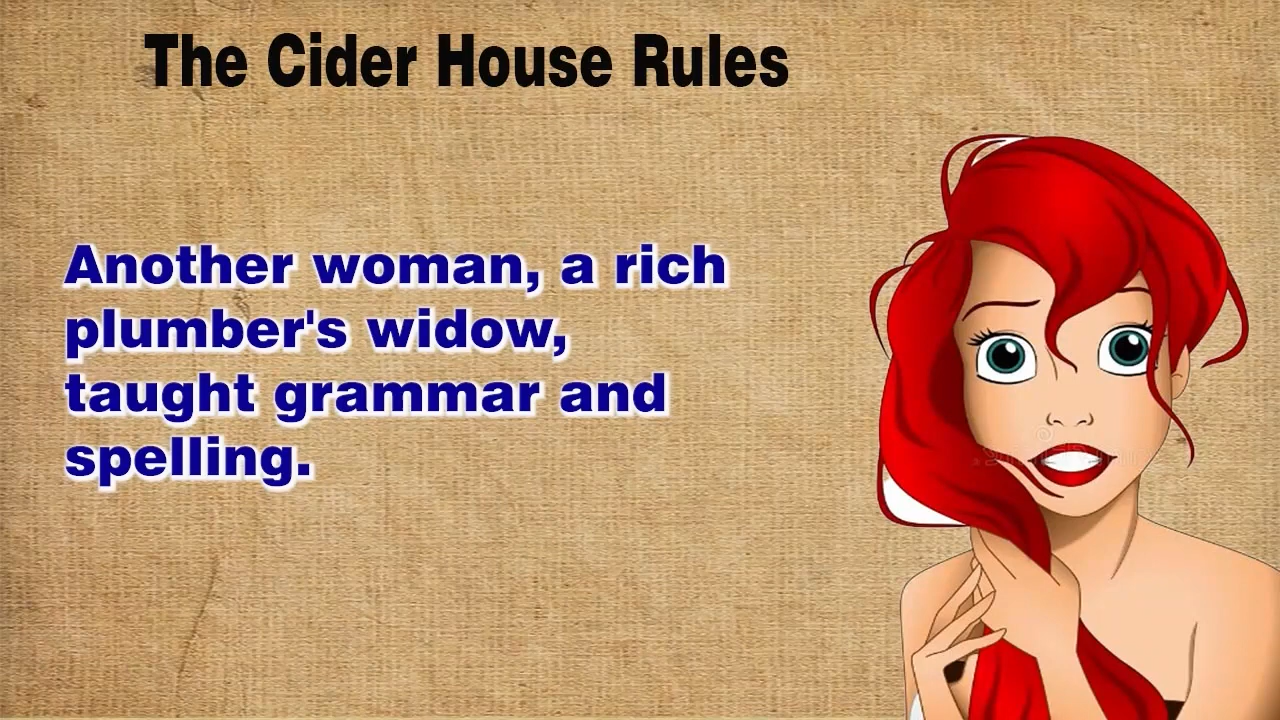 The Cider House Rules
Another woman, a rich
plumber's widow,
taught grammar and
spelling.